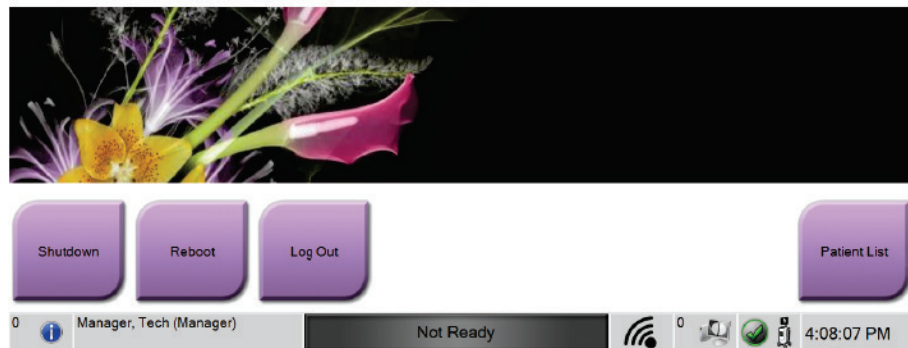 Shutdown
Reboot
Log Out
Patient List
0
Manager, Tech (Manager)
Not Ready
0
4:08:07 PM